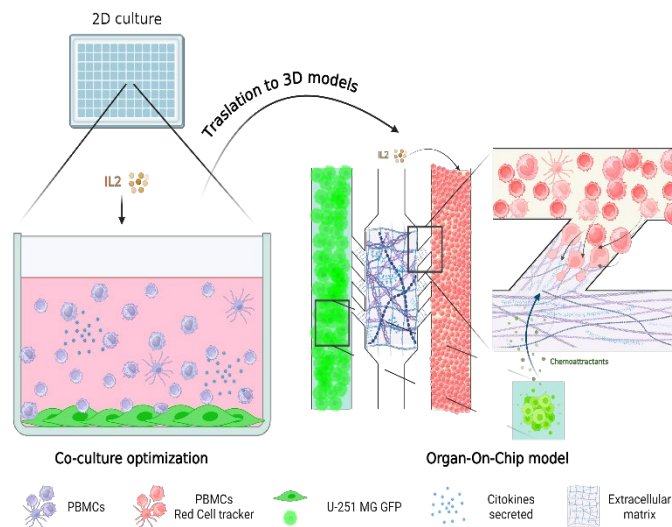 2D culture
Traslation to 3D models
IL2
IL2
Chemoattractants
Co-culture optimization
Organ-On-Chip model
PBMCs
PBMCs
Red Cell tracker
U-251 MG GFP
Citokines
secreted
Extracellular
matrix